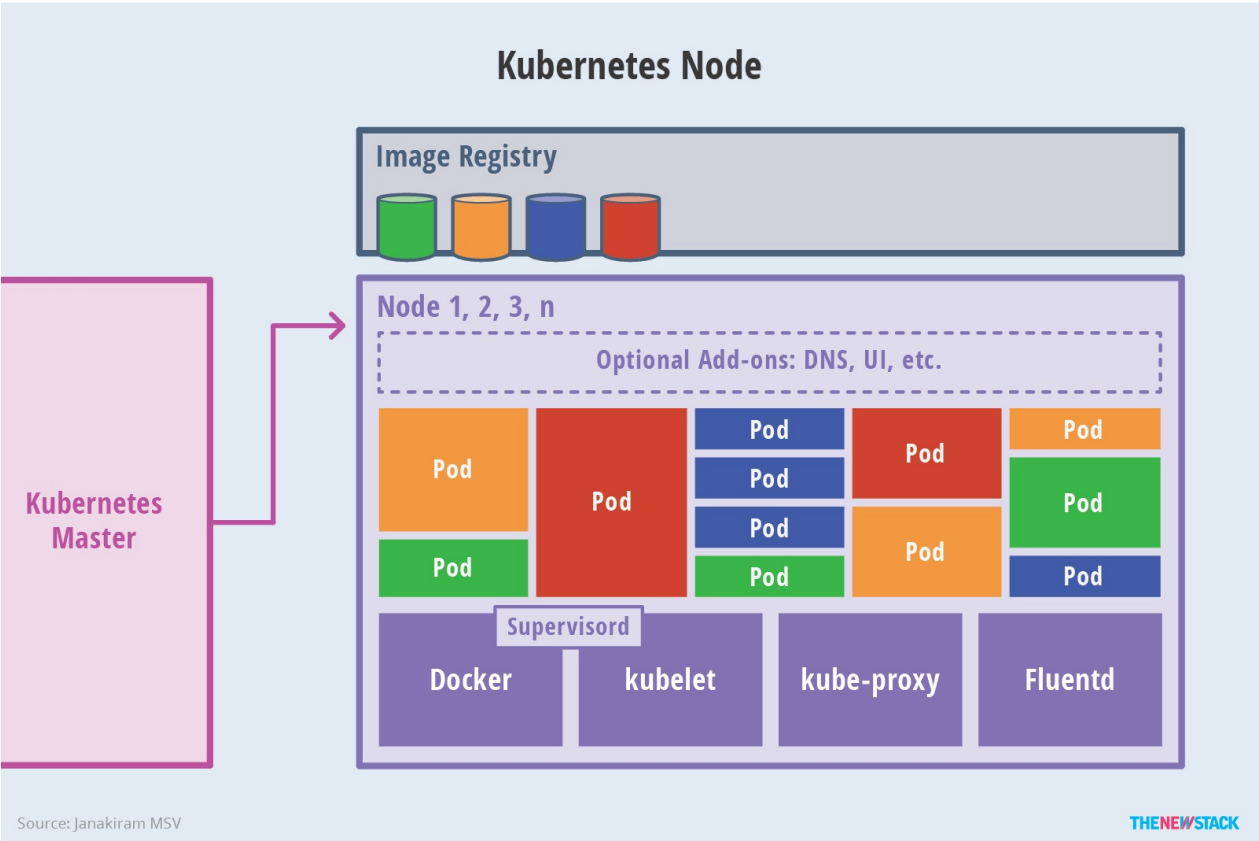 Kubernetes Node
Image Registry
Node 1, 2, 3, n
Optional Add-ons: DNS, UI, etc.
Kubernetes
Master
Pod
Pod
Pod
Pod
Pod
Pod
Pod
Pod
Pod
Pod
Pod
Pod
Supervisord
Docker
kubelet
kube-proxy
Fluentd
Source: Janakiram MSV
THENEWSTACK